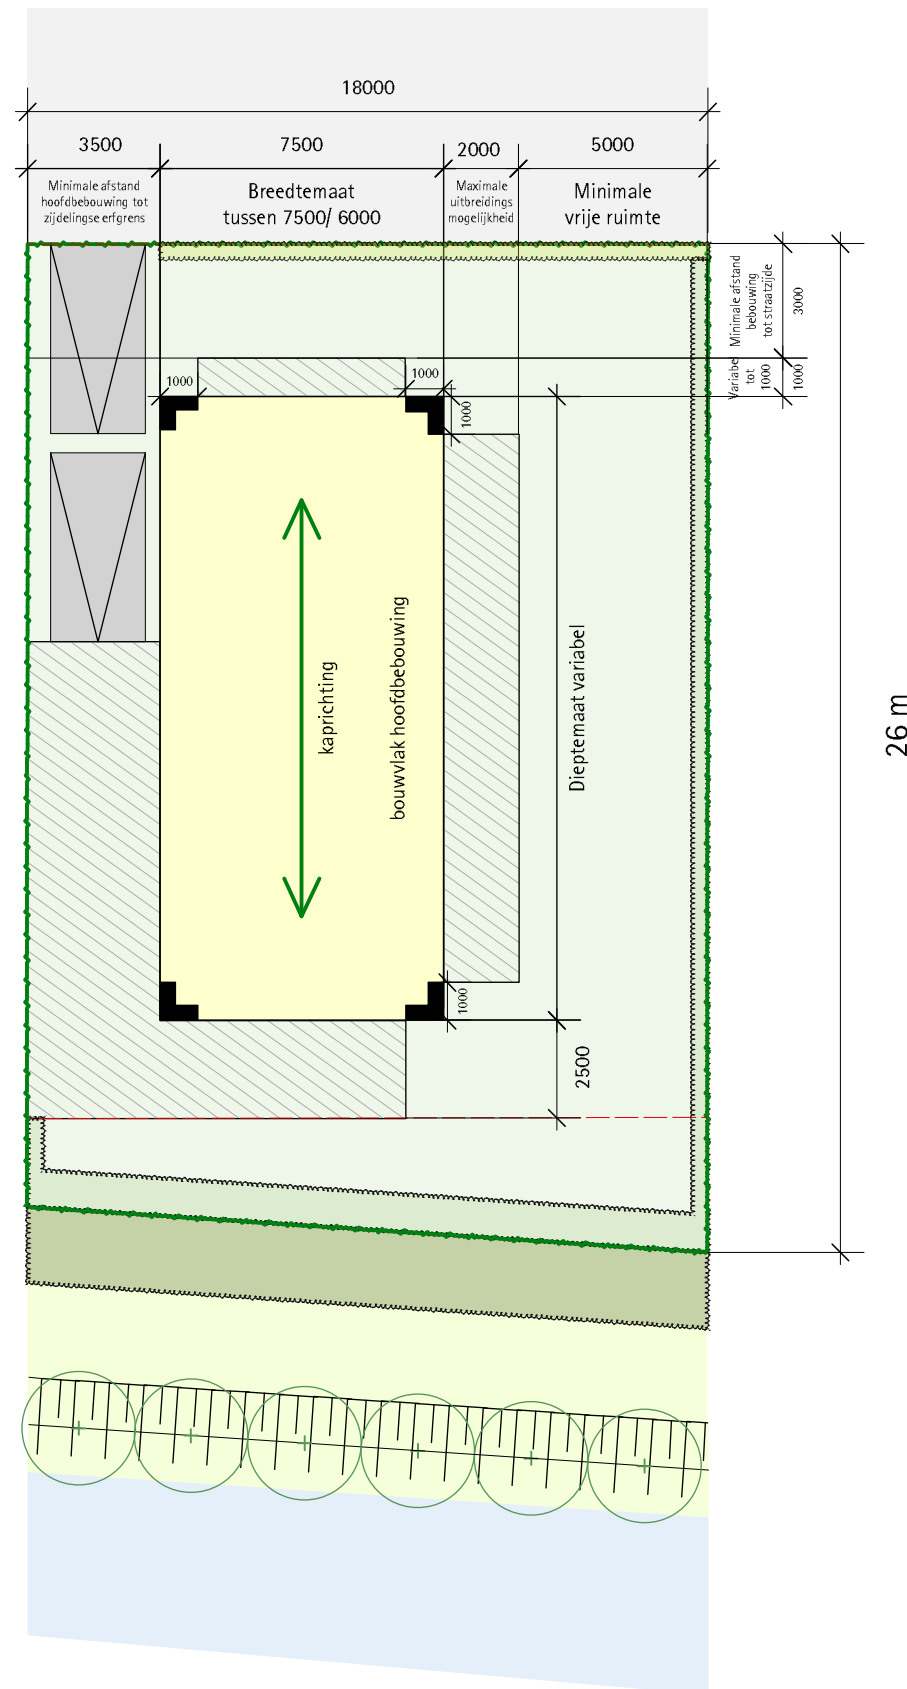 18000
3500
7500
2000
5000
Minimale afstand
hoofdbebouwing tot
zijdelingse erfgrens
Breedtemaat
tussen 7500/ 6000
Maximale
uitbreidings
mogelijkheid
Minimale
vrije ruimte
Minimale afstand
bebouwing
tot straatzijde
3000
Variabel
tot
1000
1000
1000
1000
1000
kaprichting
bouwvlak hoofdbebouwing
Dieptemaat variabel
26 m
1000
2500